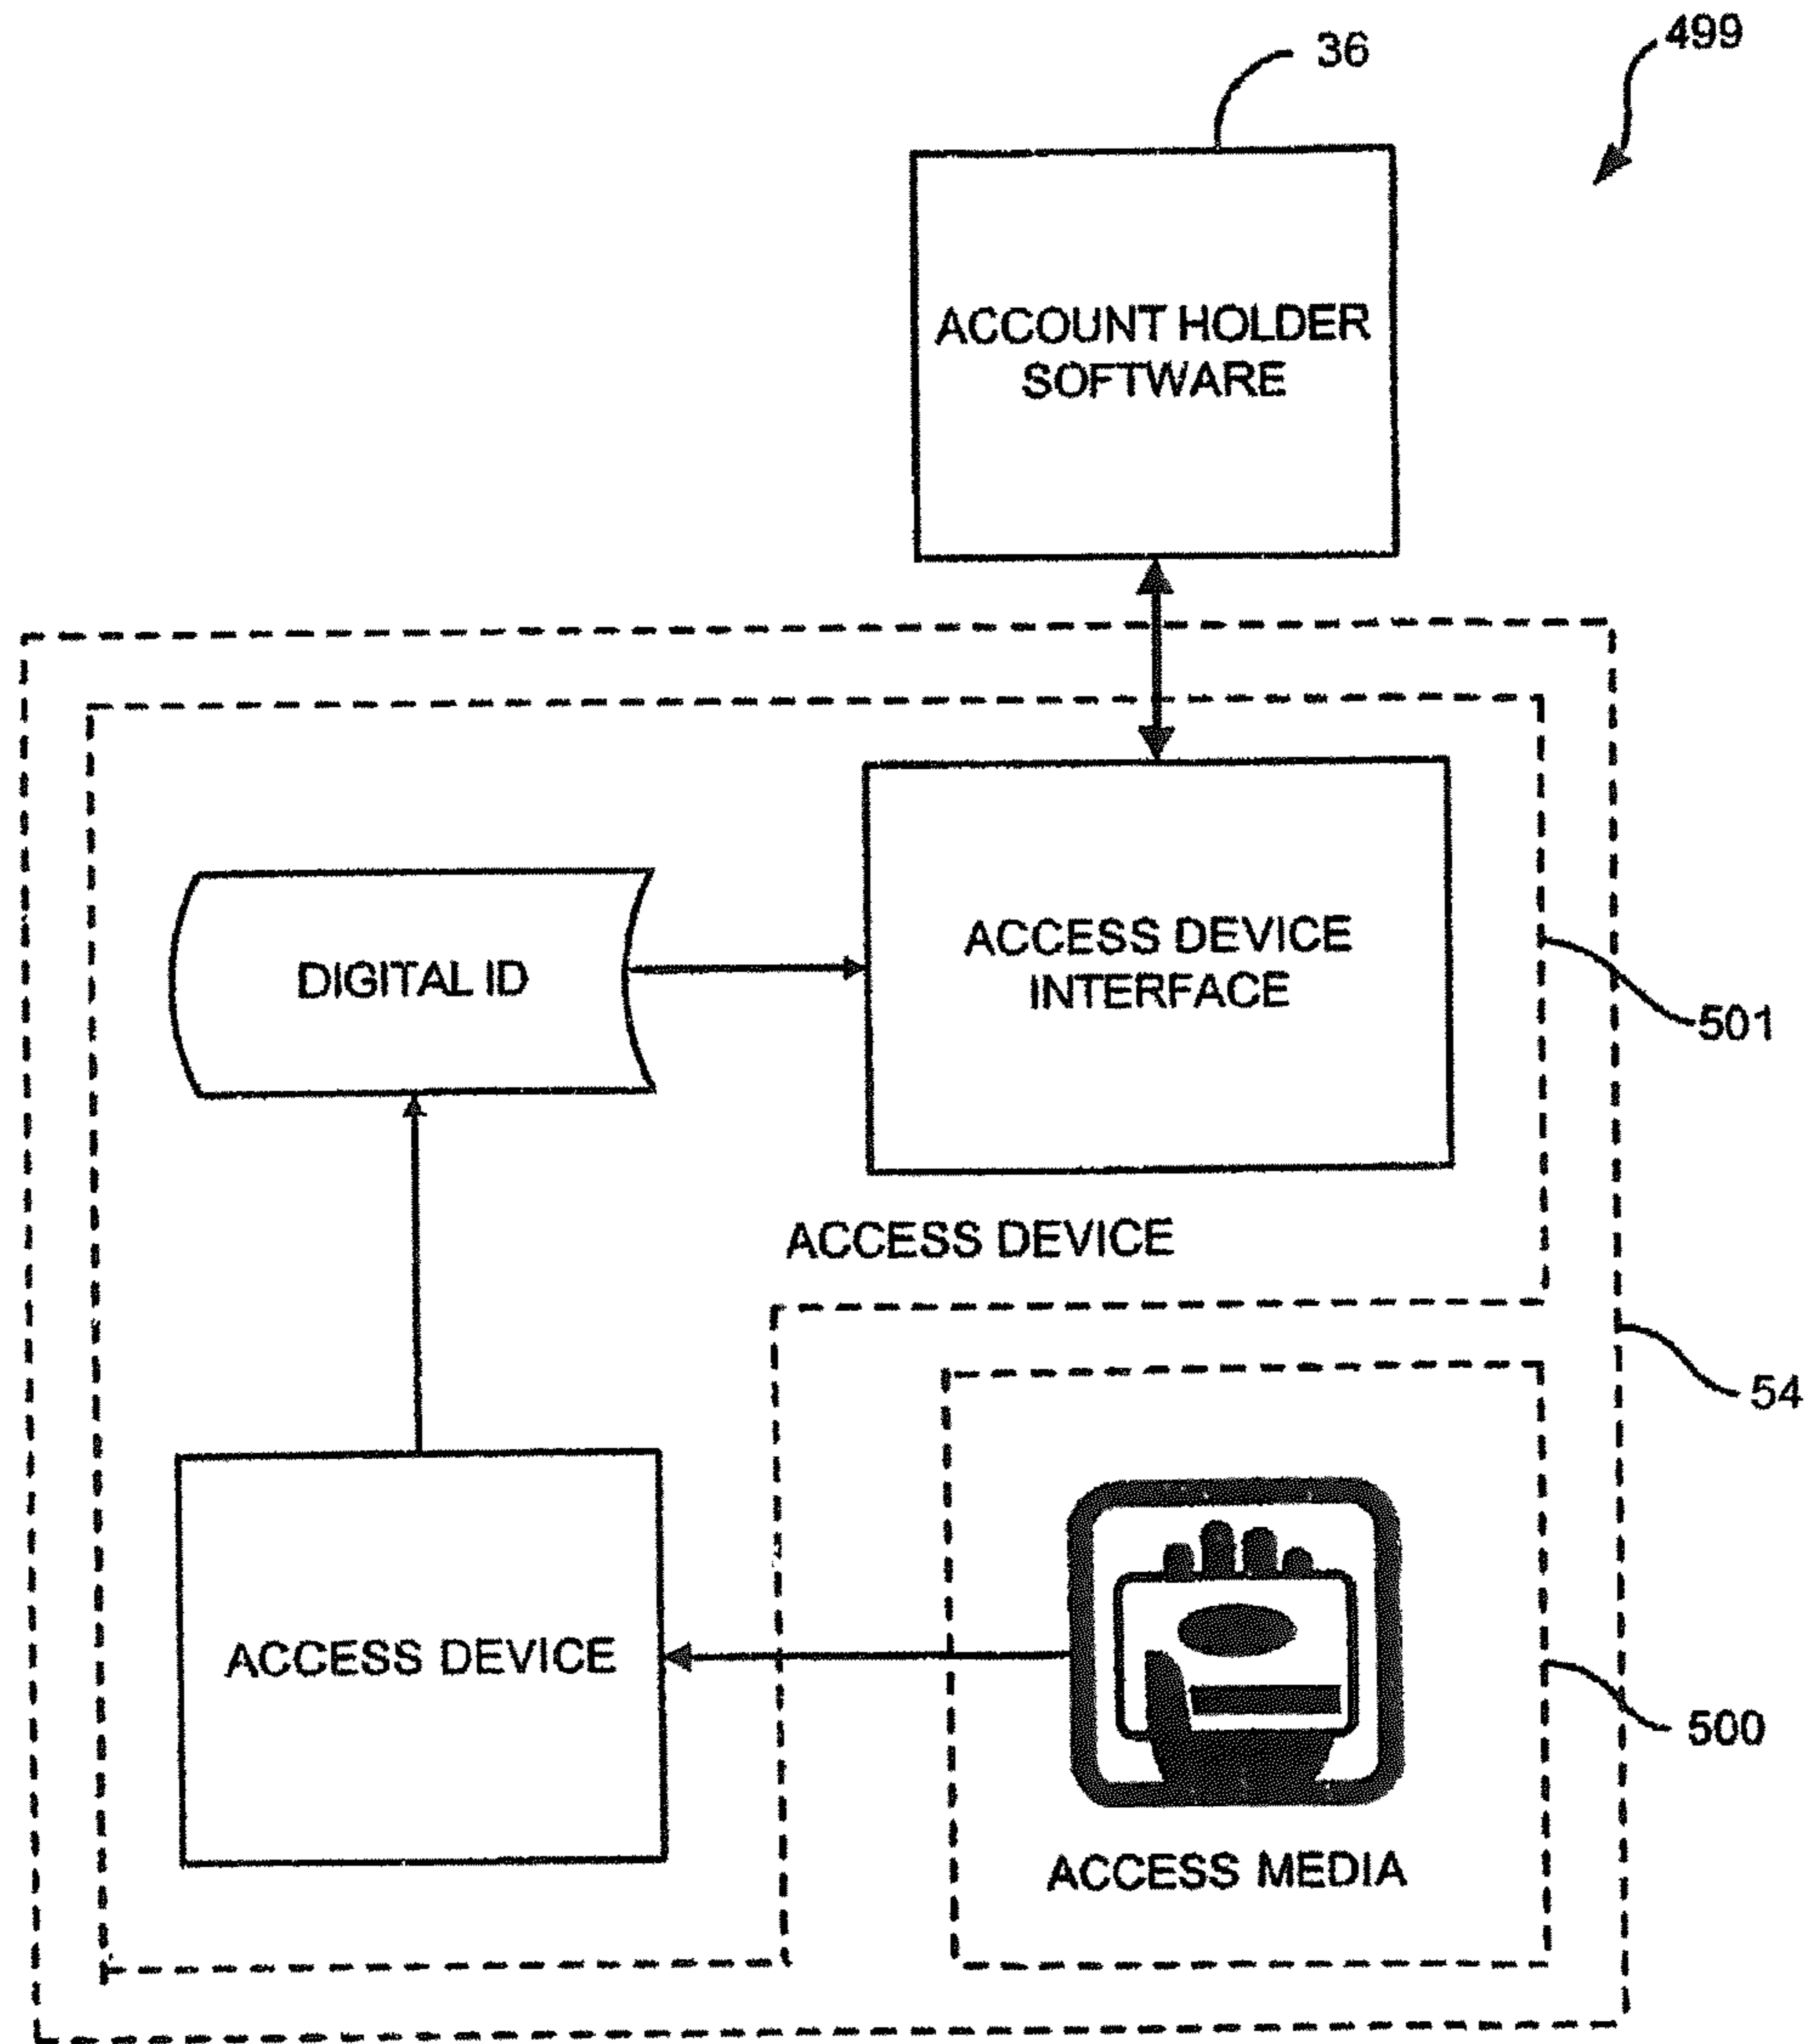 499
36
ACCOUNT HOLDER
SOFTWARE
ACCESS DEVICE
INTERFACE
DIGITAL ID
501
ACCESS DEVICE
54
ACCESS DEVICE
500
ACCESS MEDIA